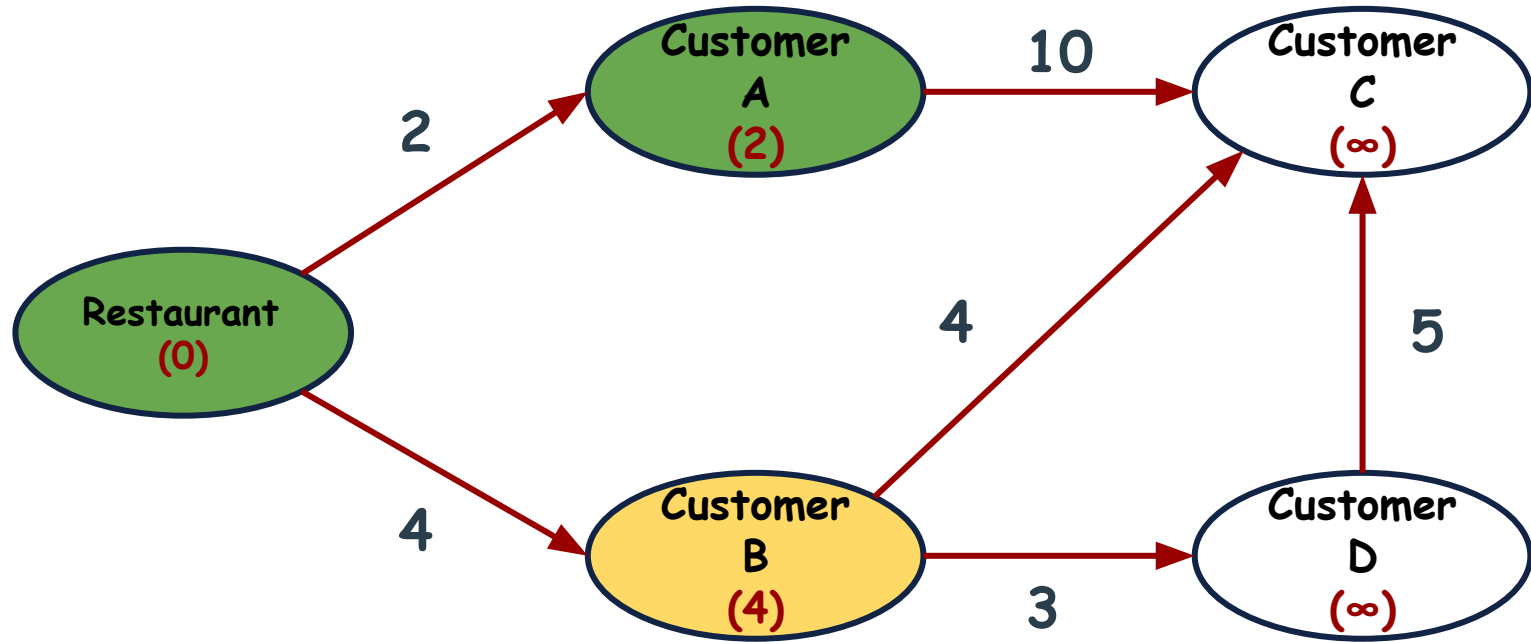 Customer
A
(2)
10
Customer
C
(∞)
2
Restaurant
(0)
4
5
4
Customer
B
(4)
3
Customer
D
(∞)